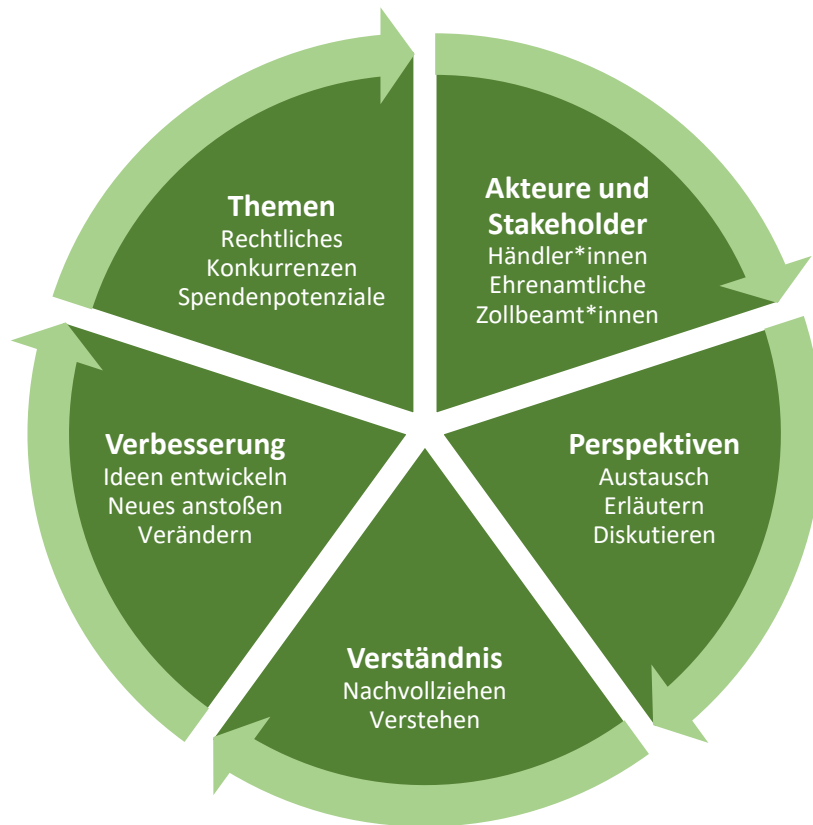 Themen
Rechtliches
Konkurrenzen
Spendenpotenziale
Akteure und
Stakeholder
Händler*innen
Ehrenamtliche
Zollbeamt*innen
Perspektiven
Austausch
Erläutern
Diskutieren
Verständnis
Nachvollziehen
Verstehen
Verbesserung
Ideen entwickeln
Neues anstoßen
Verändern